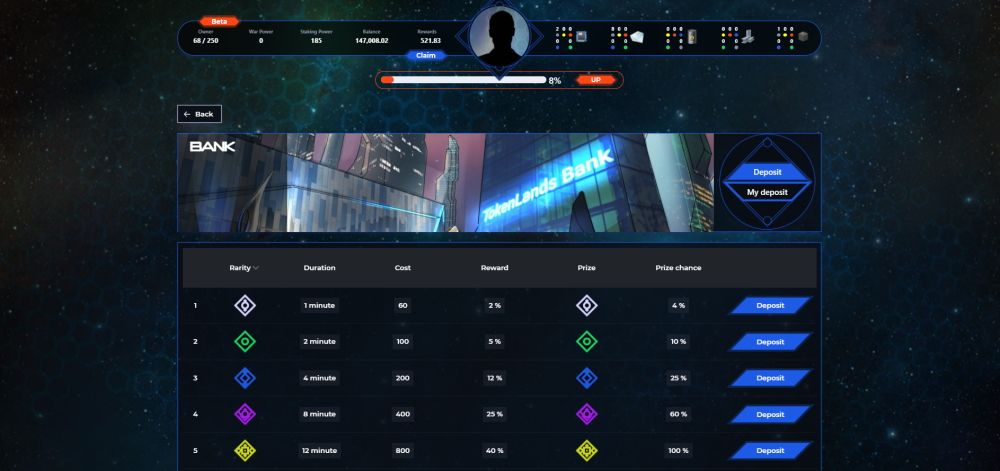 Beta
Owner War Power Staking Power Balance Rewards
68 / 250 0 185 147,008.02 521.83
Claim
8% UP
← Back
BANK
TokenLands Bank
Deposit
My deposit
Rarity Duration Cost Reward Prize Prize chance
1 1 minute 60 2 % 4 % Deposit
2 2 minute 100 5 % 10 % Deposit
3 4 minute 200 12 % 25 % Deposit
4 8 minute 400 25 % 60 % Deposit
5 12 minute 800 40 % 100 % Deposit